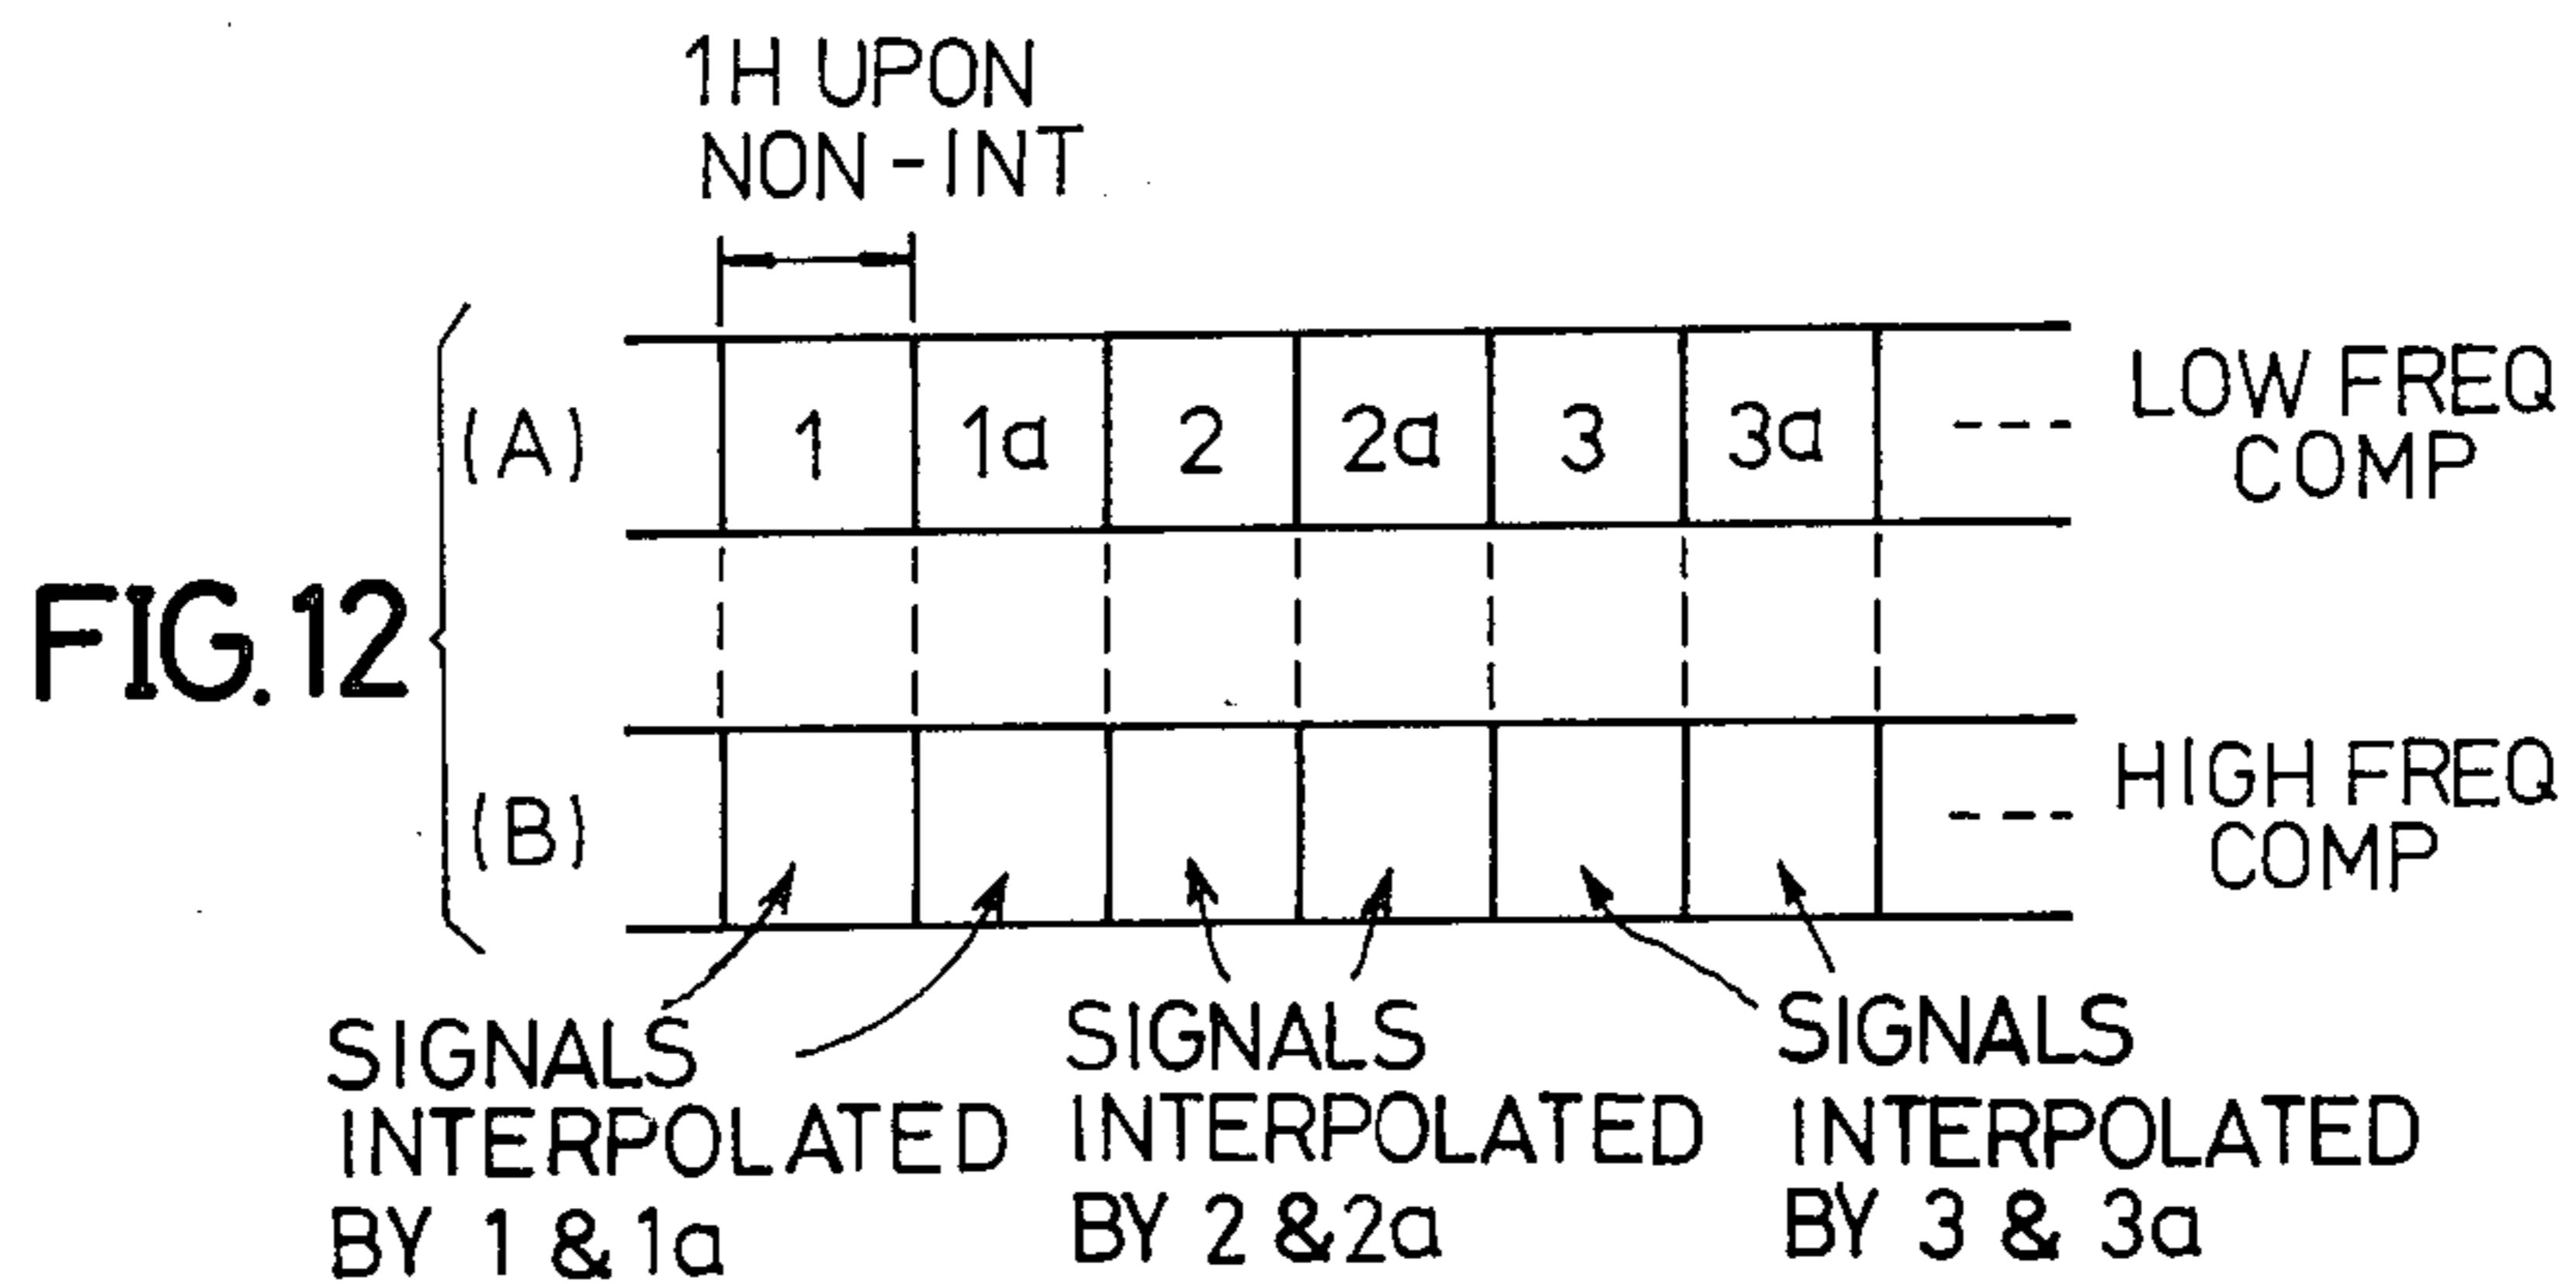 1H UPON
NON-INT
FIG.12
(A)
1 1a 2 2a 3 3a
LOW FREQ
COMP
(B)
HIGH FREQ
COMP
SIGNALS
INTERPOLATED
BY 1 & 1a
SIGNALS
INTERPOLATED
BY 2 & 2a
SIGNALS
INTERPOLATED
BY 3 & 3a